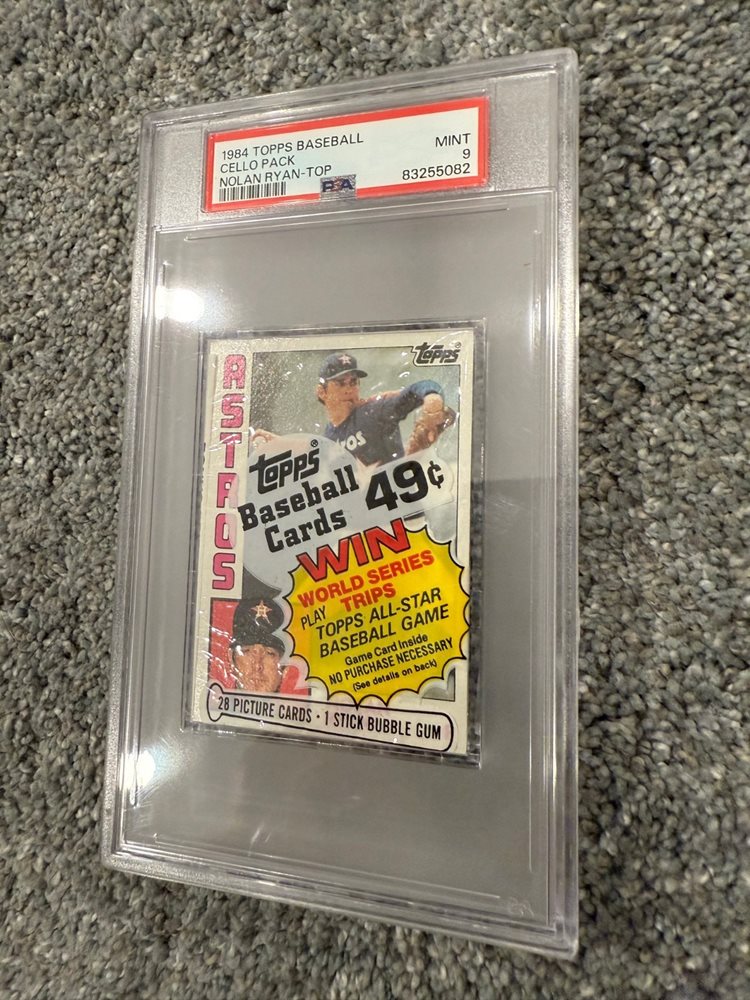 1984 TOPPS BASEBALL
CELLO PACK
NOLAN RYAN-TOP
MINT
9
83255082
PSA
topps®
ASTROS
ros
topps®
Baseball
Cards 49¢
WIN
WORLD SERIES
TRIPS
PLAY
TOPPS ALL-STAR
BASEBALL GAME
Game Card Inside
NO PURCHASE NECESSARY
(See details on back)
28 PICTURE CARDS · 1 STICK BUBBLE GUM